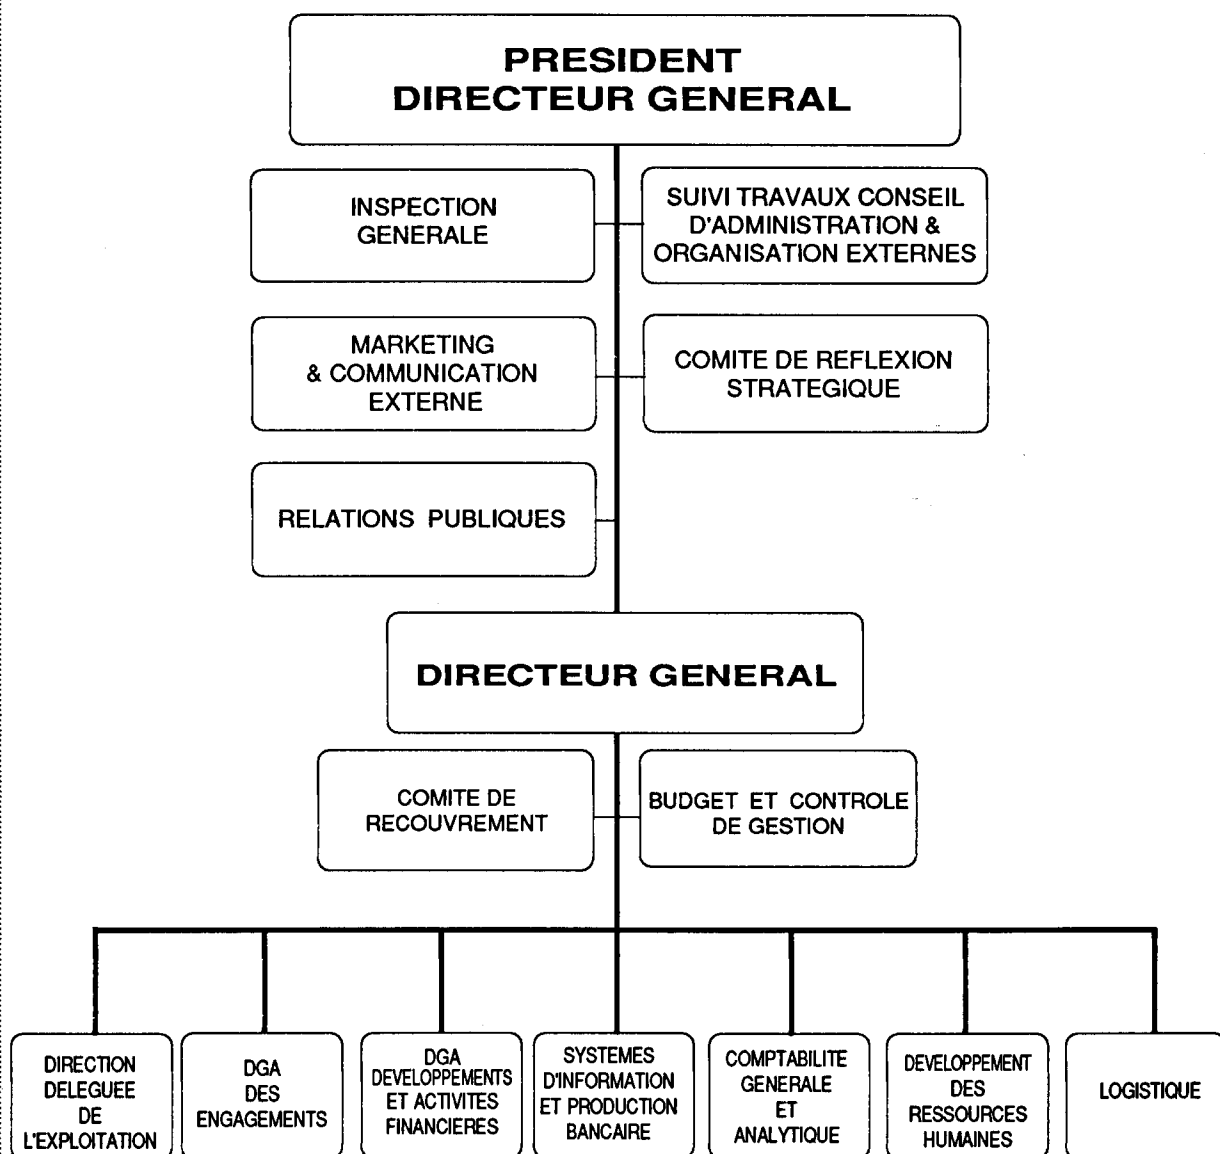 PRESIDENT
DIRECTEUR GENERAL
INSPECTION
GENERALE
SUIVI TRAVAUX CONSEIL
D'ADMINISTRATION &
ORGANISATION EXTERNES
MARKETING
& COMMUNICATION
EXTERNE
COMITE DE REFLEXION
STRATEGIQUE
RELATIONS PUBLIQUES
DIRECTEUR GENERAL
COMITE DE
RECOUVREMENT
BUDGET ET CONTROLE
DE GESTION
DIRECTION
DELEGUEE
DE
L'EXPLOITATION
DGA
DES
ENGAGEMENTS
DGA
DEVELOPPEMENTS
ET ACTIVITES
FINANCIERES
SYSTEMES
D'INFORMATION
ET PRODUCTION
BANCAIRE
COMPTABILITE
GENERALE
ET
ANALYTIQUE
DEVELOPPEMENT
DES
RESSOURCES
HUMAINES
LOGISTIQUE